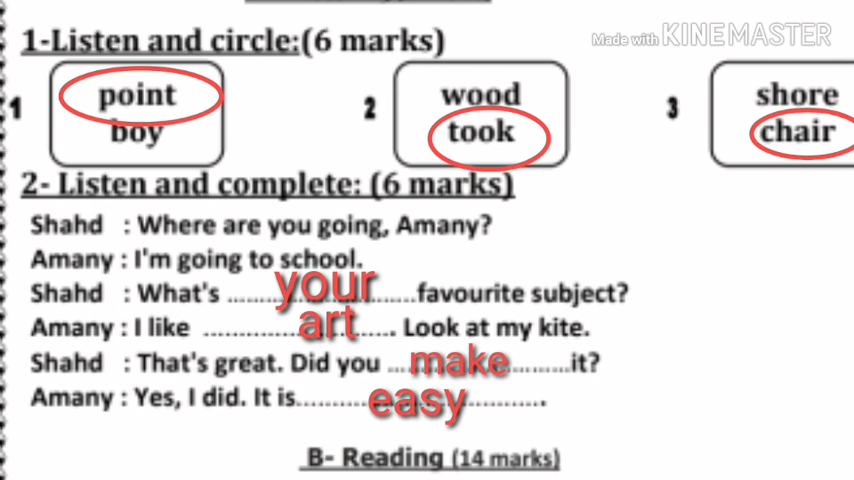 1-Listen and circle:(6 marks)
Made with KINEMASTER
1 point 2 wood 3 shore
boy took chair
2- Listen and complete: (6 marks)
Shahd : Where are you going, Amany?
Amany : I'm going to school.
Shahd : What's ......your......favourite subject?
Amany : I like ......art...... Look at my kite.
Shahd : That's great. Did you ...make.........it?
Amany : Yes, I did. It is.........easy..........
B- Reading (14 marks)